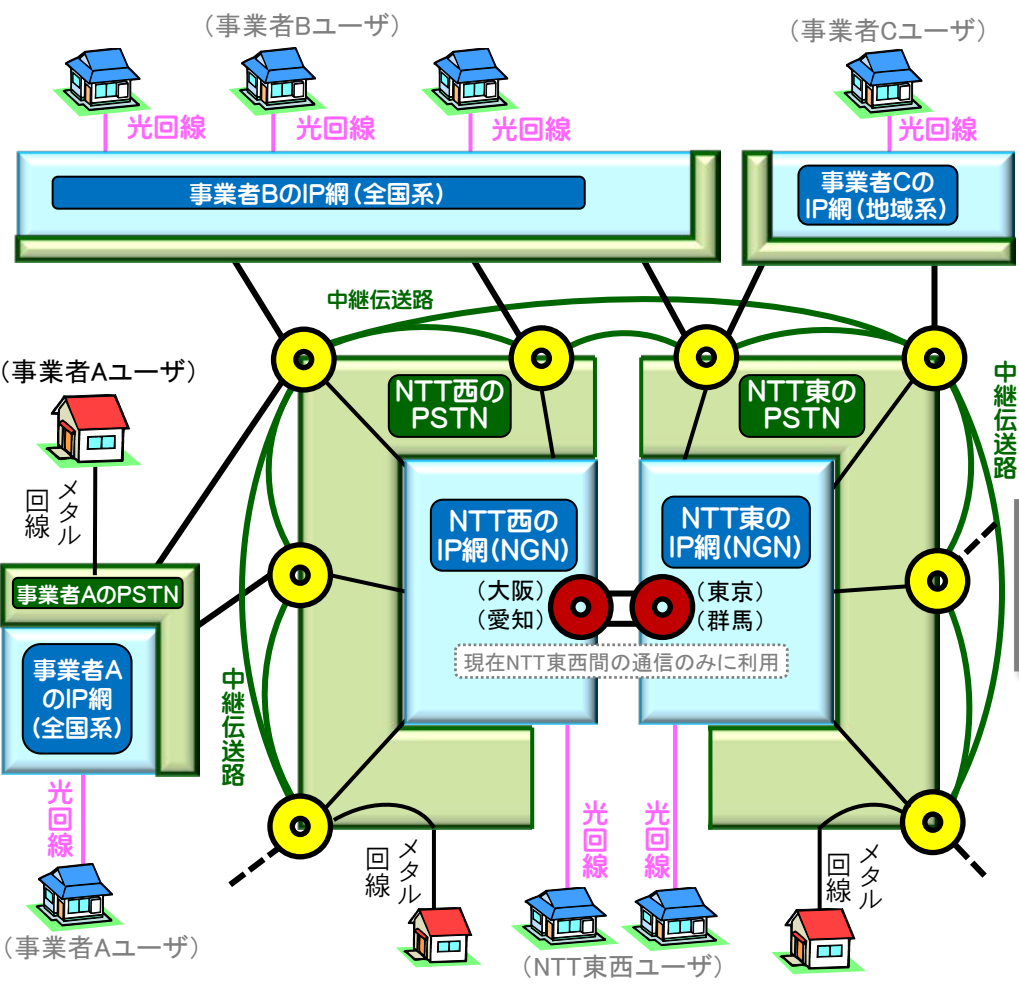 （事業者Bユーザ）
（事業者Cユーザ）
光回線
光回線
光回線
光回線
事業者BのIP網（全国系）
事業者Cの
IP網（地域系）
中継伝送路
（事業者Aユーザ）
NTT西の
PSTN
NTT東の
PSTN
中継伝送路
メタル
回線
NTT西の
IP網(NGN)
NTT東の
IP網(NGN)
事業者AのPSTN
（大阪）
（愛知）
（東京）
（群馬）
現在NTT東西間の通信のみに利用
事業者A
のIP網
（全国系）
中継伝送路
光回線
光回線
光回線
メタル
回線
メタル
回線
（事業者Aユーザ）
（NTT東西ユーザ）